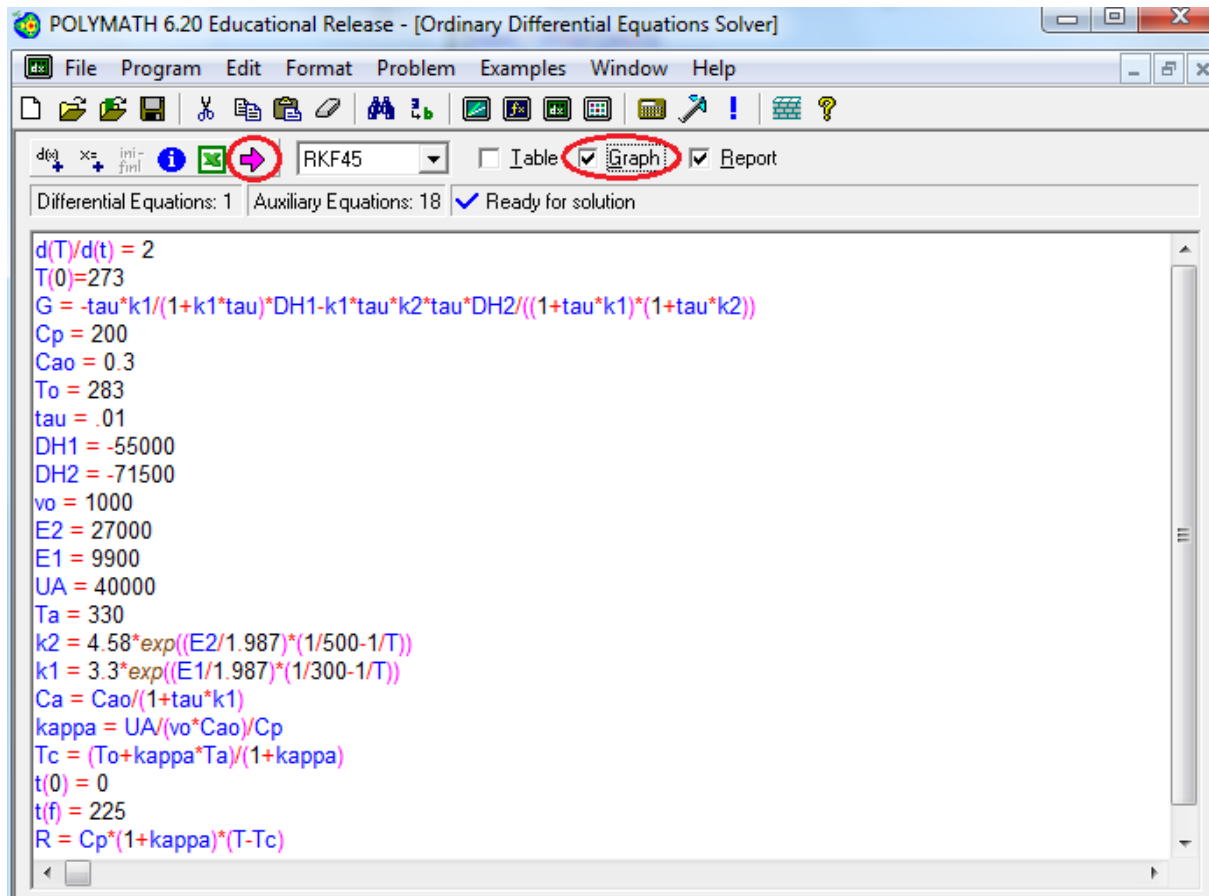 POLYMATH 6.20 Educational Release - [Ordinary Differential Equations Solver]
File Program Edit Format Problem Examples Window Help
d(x) x= ini- finl RKF45 Table Graph Report
Differential Equations: 1 Auxiliary Equations: 18 Ready for solution
d(T)/d(t) = 2
T(0)=273
G = -tau*k1/(1+k1*tau)*DH1-k1*tau*k2*tau*DH2/((1+tau*k1)*(1+tau*k2))
Cp = 200
Cao = 0.3
To = 283
tau = .01
DH1 = -55000
DH2 = -71500
vo = 1000
E2 = 27000
E1 = 9900
UA = 40000
Ta = 330
k2 = 4.58*exp((E2/1.987)*(1/500-1/T))
k1 = 3.3*exp((E1/1.987)*(1/300-1/T))
Ca = Cao/(1+tau*k1)
kappa = UA/(vo*Cao)/Cp
Tc = (To+kappa*Ta)/(1+kappa)
t(0) = 0
t(f) = 225
R = Cp*(1+kappa)*(T-Tc)